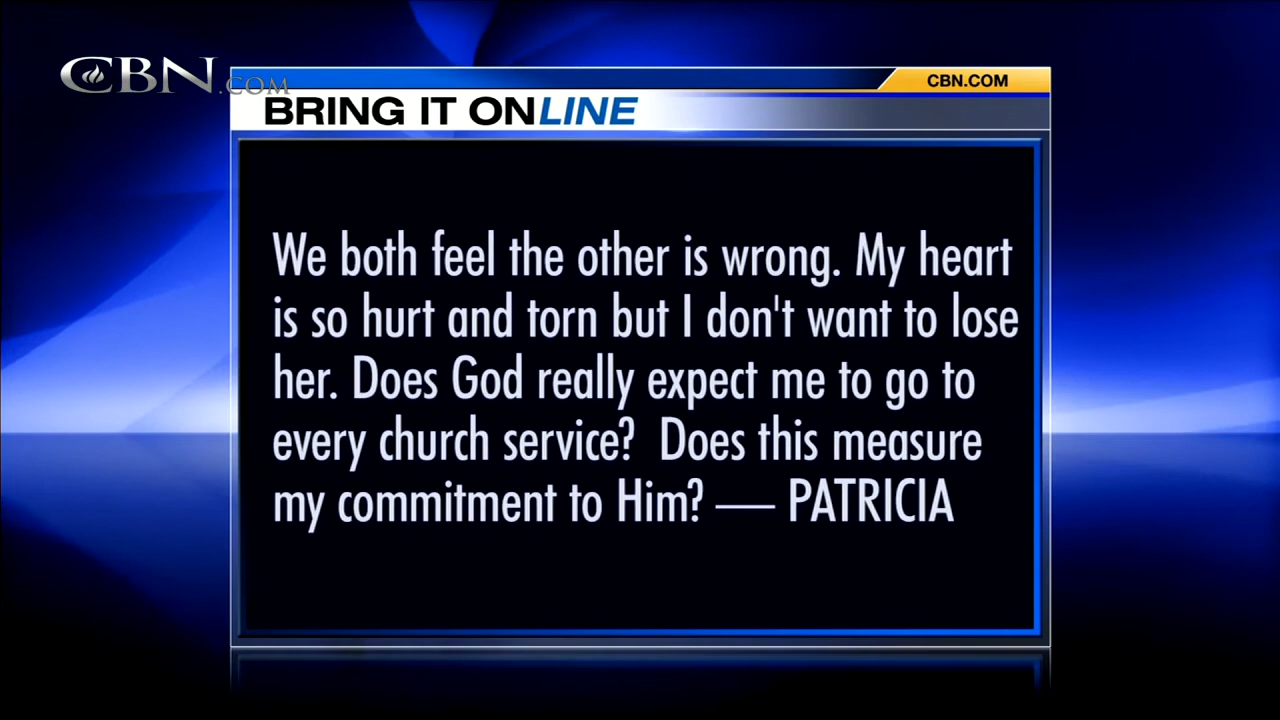 CBN.COM
CBN.COM
BRING IT ONLINE
We both feel the other is wrong. My heart
is so hurt and torn but I don't want to lose
her. Does God really expect me to go to
every church service?  Does this measure
my commitment to Him? — PATRICIA